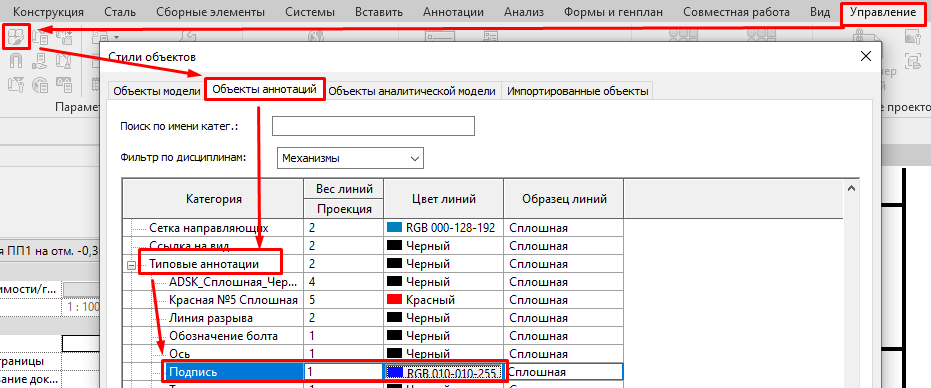 Конструкция Сталь Сборные элементы Системы Вставить Аннотации Анализ Формы и генплан Совместная работа Вид Управление
Стили объектов
Объекты модели Объекты аннотаций Объекты аналитической модели Импортированные объекты
Парамет
е проекто
Поиск по имени катег.:
Фильтр по дисциплинам: Механизмы
Категория Вес линий Цвет линий Образец линий
Проекция
Сетка направляющих 2 RGB 000-128-192 Сплошная
Ссылка на вид 2 Черный Сплошная
я ПП1 на отм. -0,30
Типовые аннотации 2 Черный Сплошная
ADSK_Сплошная_Чер... 4 Черный Сплошная
имости/г...
Красная №5 Сплошная 5 Красный Сплошная
1 : 100
Линия разрыва 2 Черный Сплошная
Обозначение болта 1 Черный Сплошная
Ось 1 Черный Сплошная
траницы
Подпись 1 RGB 010-010-255 Сплошная
вание док...